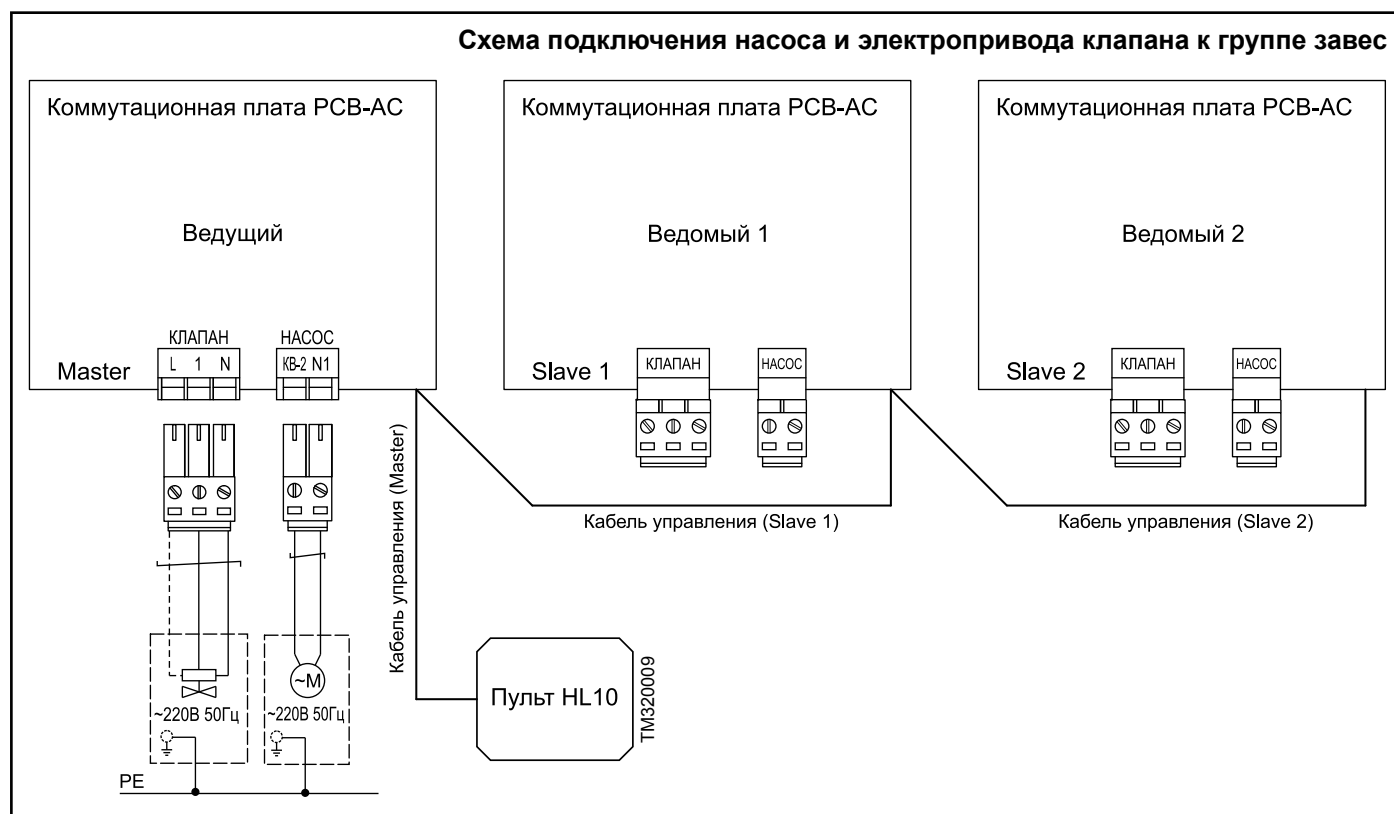 Схема подключения насоса и электропривода клапана к группе завес
Коммутационная плата PCB-AC
Ведущий
КЛАПАН
НАСОС
Master
L 1 N
КВ-2 N1
Коммутационная плата PCB-AC
Ведомый 1
Slave 1
КЛАПАН
НАСОС
Коммутационная плата PCB-AC
Ведомый 2
Slave 2
КЛАПАН
НАСОС
Кабель управления (Master)
Кабель управления (Slave 1)
Кабель управления (Slave 2)
~M
~220В 50Гц
~220В 50Гц
PE
Пульт HL10
TM320009